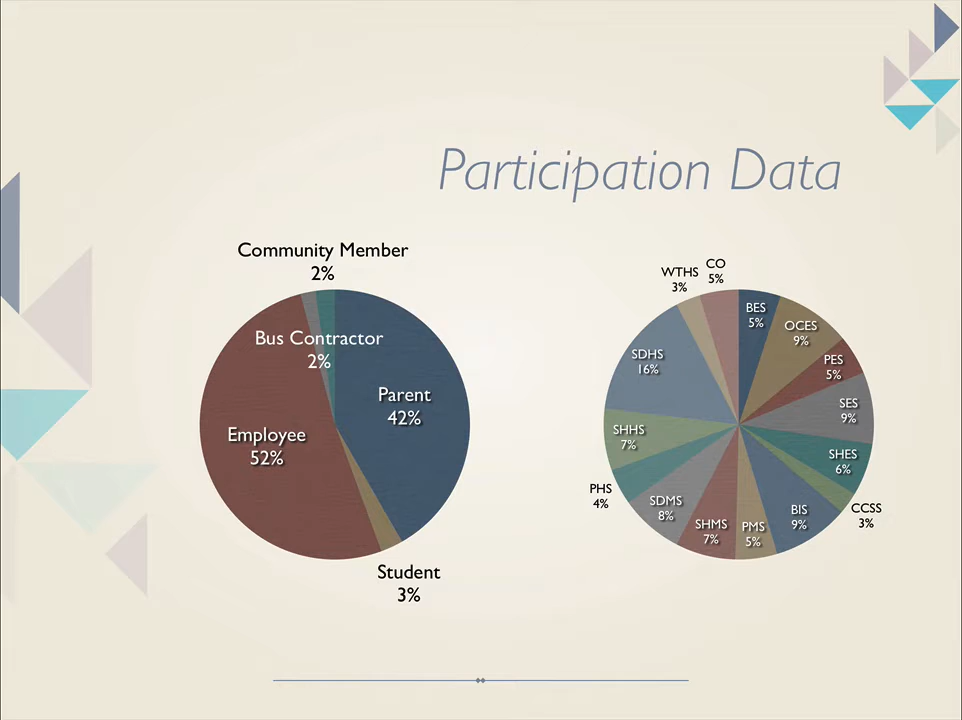 Participation Data
Community Member
2%
Bus Contractor
2%
Parent
42%
Employee
52%
Student
3%
CO
5%
WTHS
3%
BES
5%
OCES
9%
PES
5%
SES
9%
SHES
6%
CCSS
3%
BIS
9%
PMS
5%
SHMS
7%
SDMS
8%
PHS
4%
SHHS
7%
SDHS
16%